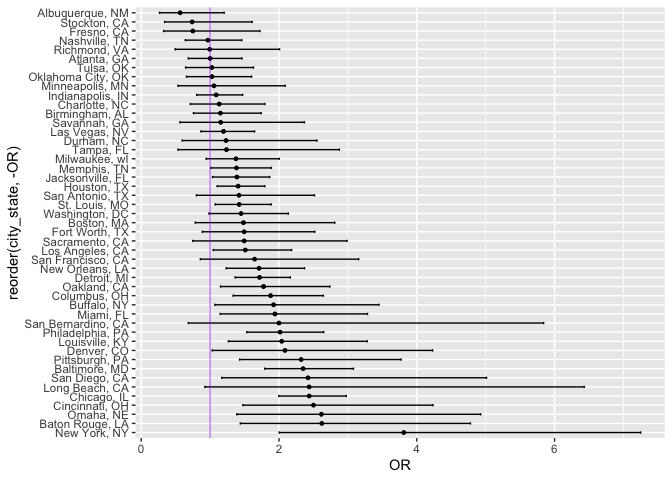 Albuquerque, NM
Stockton, CA
Fresno, CA
Nashville, TN
Richmond, VA
Atlanta, GA
Tulsa, OK
Oklahoma City, OK
Minneapolis, MN
Indianapolis, IN
Charlotte, NC
Birmingham, AL
Savannah, GA
Las Vegas, NV
Durham, NC
Tampa, FL
Milwaukee, wI
Memphis, TN
Jacksonville, FL
Houston, TX
San Antonio, TX
St. Louis, MO
Washington, DC
Boston, MA
Fort Worth, TX
Sacramento, CA
Los Angeles, CA
San Francisco, CA
New Orleans, LA
Detroit, MI
Oakland, CA
Columbus, OH
Buffalo, NY
Miami, FL
San Bernardino, CA
Philadelphia, PA
Louisville, KY
Denver, CO
Pittsburgh, PA
Baltimore, MD
San Diego, CA
Long Beach, CA
Chicago, IL
Cincinnati, OH
Omaha, NE
Baton Rouge, LA
New York, NY
reorder(city_state, -OR)
0 2 4 6
OR